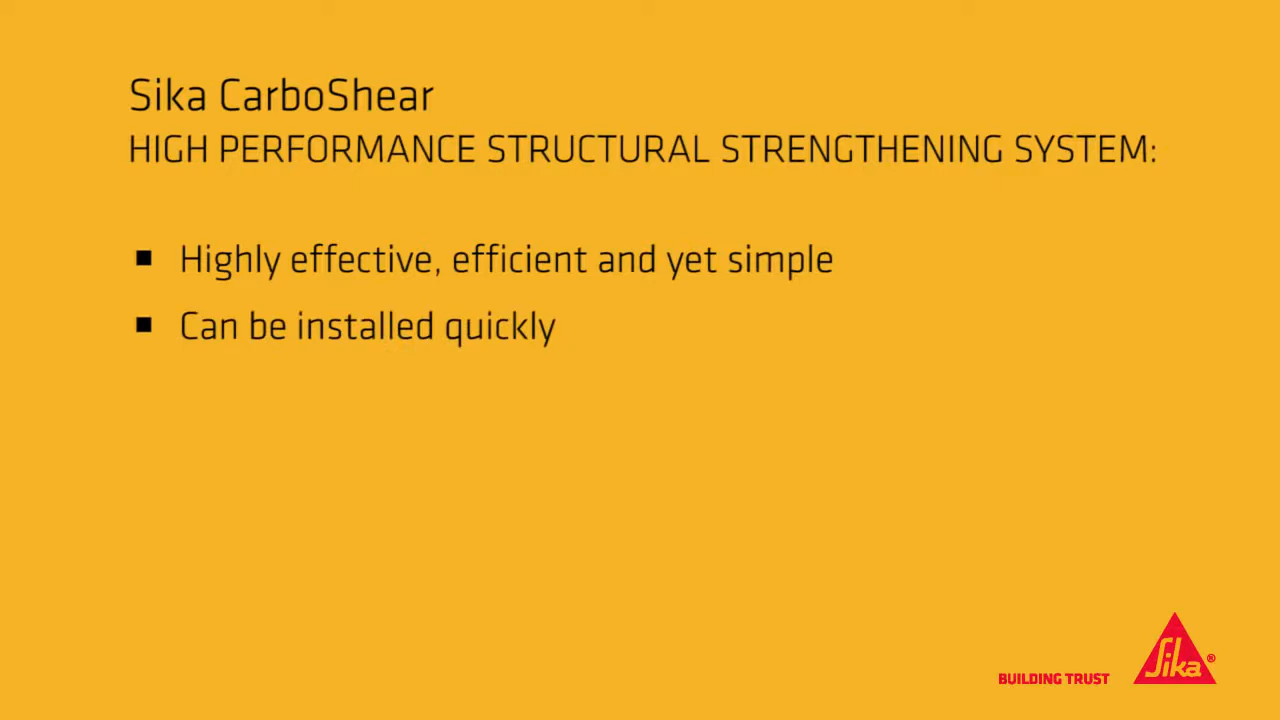 Sika CarboShear
HIGH PERFORMANCE STRUCTURAL STRENGTHENING SYSTEM:
■ Highly effective, efficient and yet simple
■ Can be installed quickly
BUILDING TRUST
Sika®